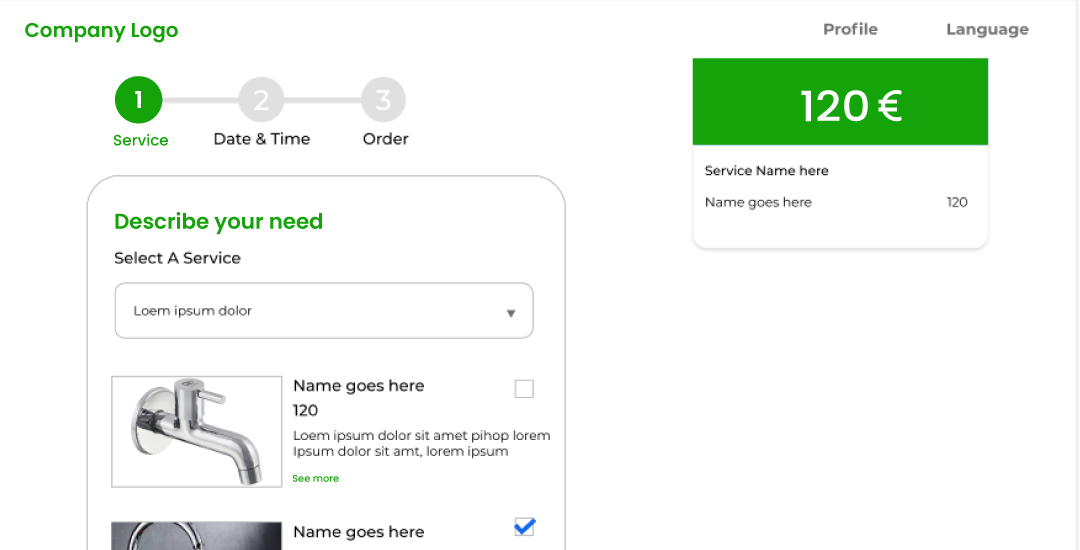 Company Logo
Profile
Language
1
2
3
Service
Date & Time
Order
120 €
Service Name here
Name goes here
120
Describe your need
Select A Service
Loem ipsum dolor
Name goes here
120
Loem ipsum dolor sit amet pihop lorem
Ipsum dolor sit amt, lorem ipsum
See more
Name goes here